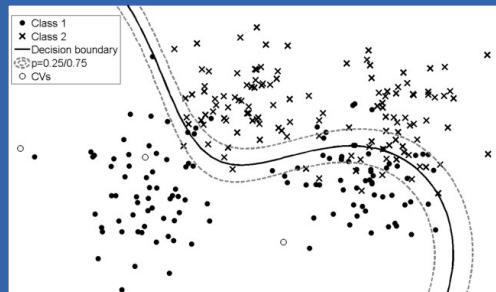 Class 1
Class 2
Decision boundary
p=0.25/0.75
CVs